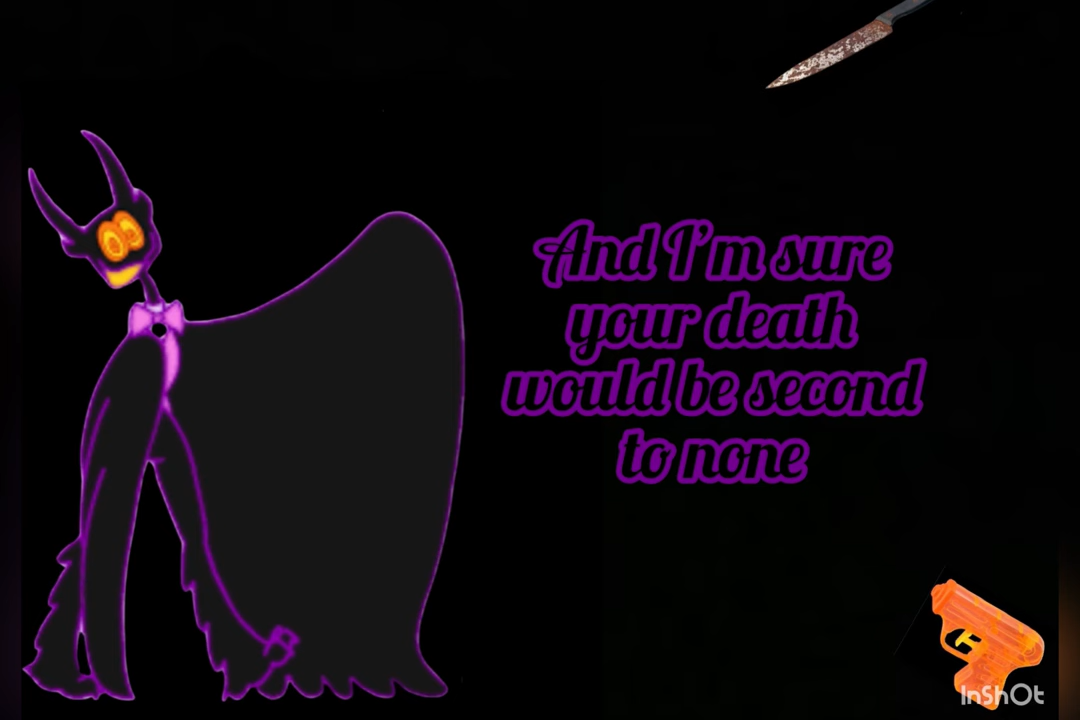 And I'm sure
your death
would be second
to none
InShOt